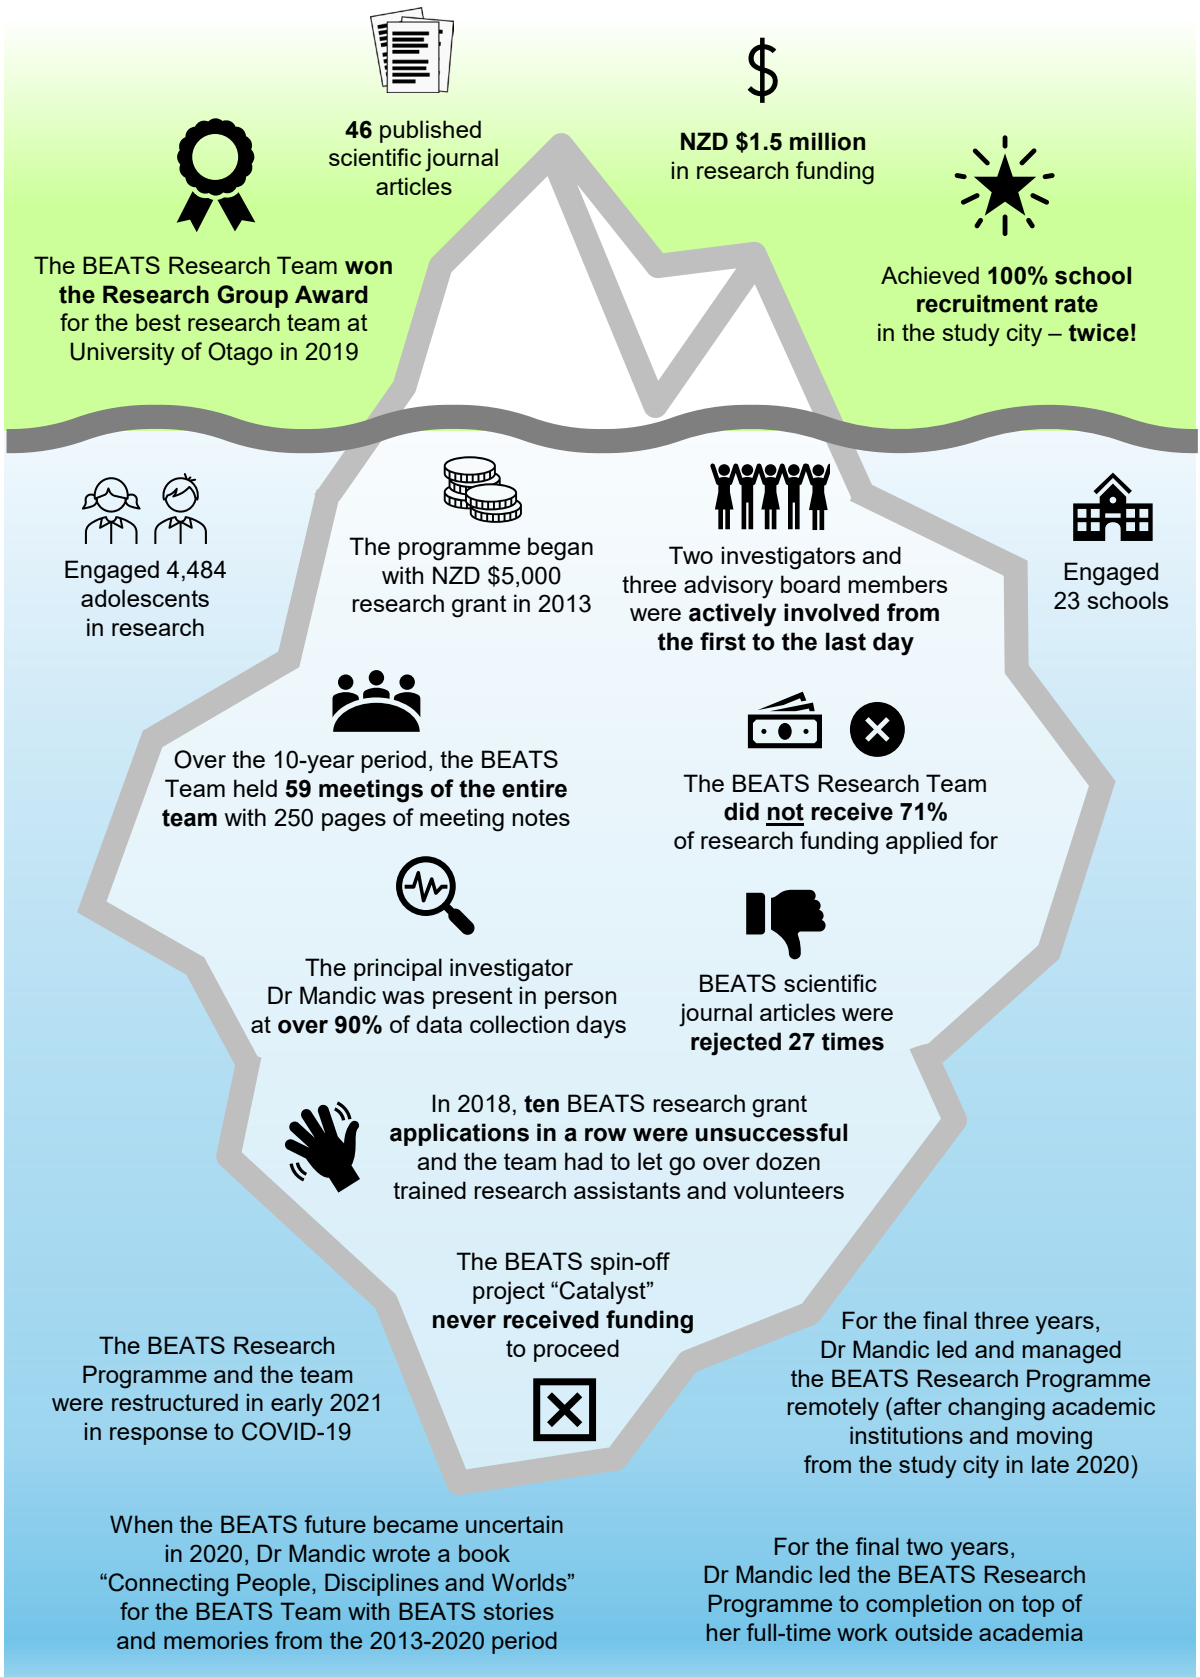 46 published
scientific journal
articles
NZD $1.5 million
in research funding
The BEATS Research Team won
the Research Group Award
for the best research team at
University of Otago in 2019
Achieved 100% school
recruitment rate
in the study city – twice!
Engaged 4,484
adolescents
in research
The programme began
with NZD $5,000
research grant in 2013
Two investigators and
three advisory board members
were actively involved from
the first to the last day
Engaged
23 schools
Over the 10-year period, the BEATS
Team held 59 meetings of the entire
team with 250 pages of meeting notes
The BEATS Research Team
did not receive 71%
of research funding applied for
The principal investigator
Dr Mandic was present in person
at over 90% of data collection days
BEATS scientific
journal articles were
rejected 27 times
In 2018, ten BEATS research grant
applications in a row were unsuccessful
and the team had to let go over dozen
trained research assistants and volunteers
The BEATS spin-off
project “Catalyst”
never received funding
to proceed
The BEATS Research
Programme and the team
were restructured in early 2021
in response to COVID-19
For the final three years,
Dr Mandic led and managed
the BEATS Research Programme
remotely (after changing academic
institutions and moving
from the study city in late 2020)
When the BEATS future became uncertain
in 2020, Dr Mandic wrote a book
“Connecting People, Disciplines and Worlds”
for the BEATS Team with BEATS stories
and memories from the 2013-2020 period
For the final two years,
Dr Mandic led the BEATS Research
Programme to completion on top of
her full-time work outside academia